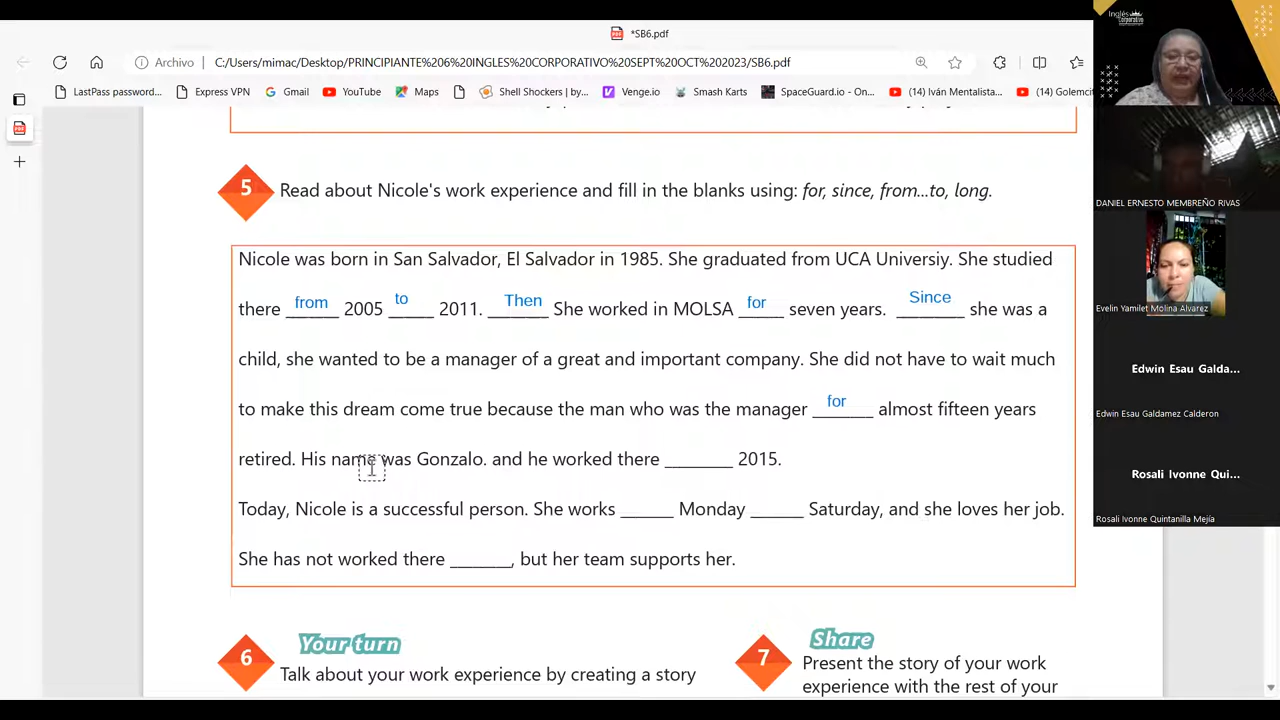 *SB6.pdf
Archivo C:/Users/mimac/Desktop/PRINCIPIANTE%206%20INGLES%20CORPORATIVO%20SEPT%20OCT%202023/SB6.pdf
LastPass password... Express VPN Gmail YouTube Maps Shell Shockers | by... Venge.io Smash Karts SpaceGuard.io - On... (14) Iván Mentalista... (14) Golemcit
5 Read about Nicole's work experience and fill in the blanks using: for, since, from...to, long.
Nicole was born in San Salvador, El Salvador in 1985. She graduated from UCA Universiy. She studied
there from 2005 to 2011. Then She worked in MOLSA for seven years. Since she was a
child, she wanted to be a manager of a great and important company. She did not have to wait much
to make this dream come true because the man who was the manager for almost fifteen years
retired. His name was Gonzalo. and he worked there ________ 2015.
Today, Nicole is a successful person. She works ______ Monday ______ Saturday, and she loves her job.
She has not worked there _______, but her team supports her.
6 Your turn
Talk about your work experience by creating a story
7 Share
Present the story of your work
experience with the rest of your
Inglés
Corporativo
DANIEL ERNESTO MEMBREÑO RIVAS
Evelin Yamilet Molina Alvarez
Edwin Esau Galda...
Edwin Esau Galdamez Calderon
Rosali Ivonne Qui...
Rosali Ivonne Quintanilla Mejía